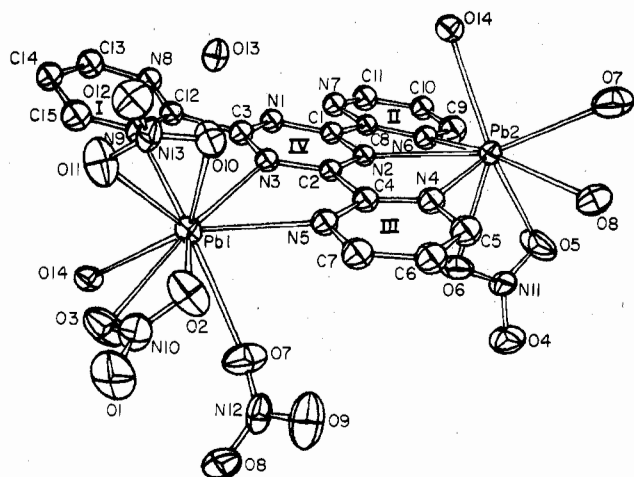 O14
C13
N8
O13
C14
O12
C11
O7
N7
II
C10
C9
C15
I
C12
C3
N1
C1
C8
N6
Pb2
N9
N13
O10
IV
N2
O11
N3
C2
C4
N4
O8
Pb1
N5
III
C5
O5
O14
C7
C6
O6
N11
O3
O2
N10
O7
O4
O1
N12
O9
O8